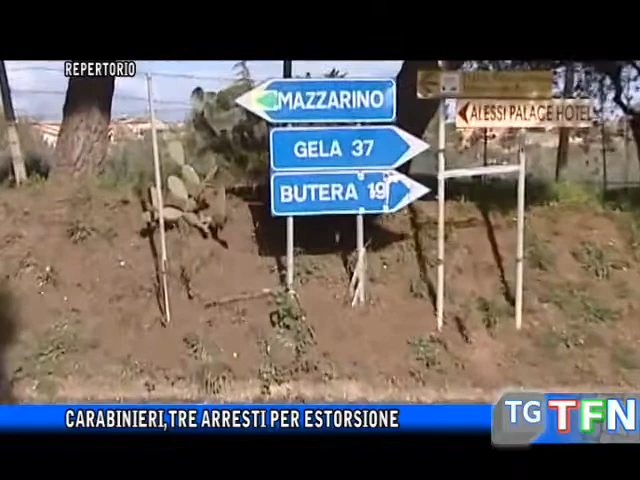 REPERTORIO
MAZZARINO
ALESSI PALACE HOTEL
GELA 37
BUTERA 19
CARABINIERI, TRE ARRESTI PER ESTORSIONE
TG TFN